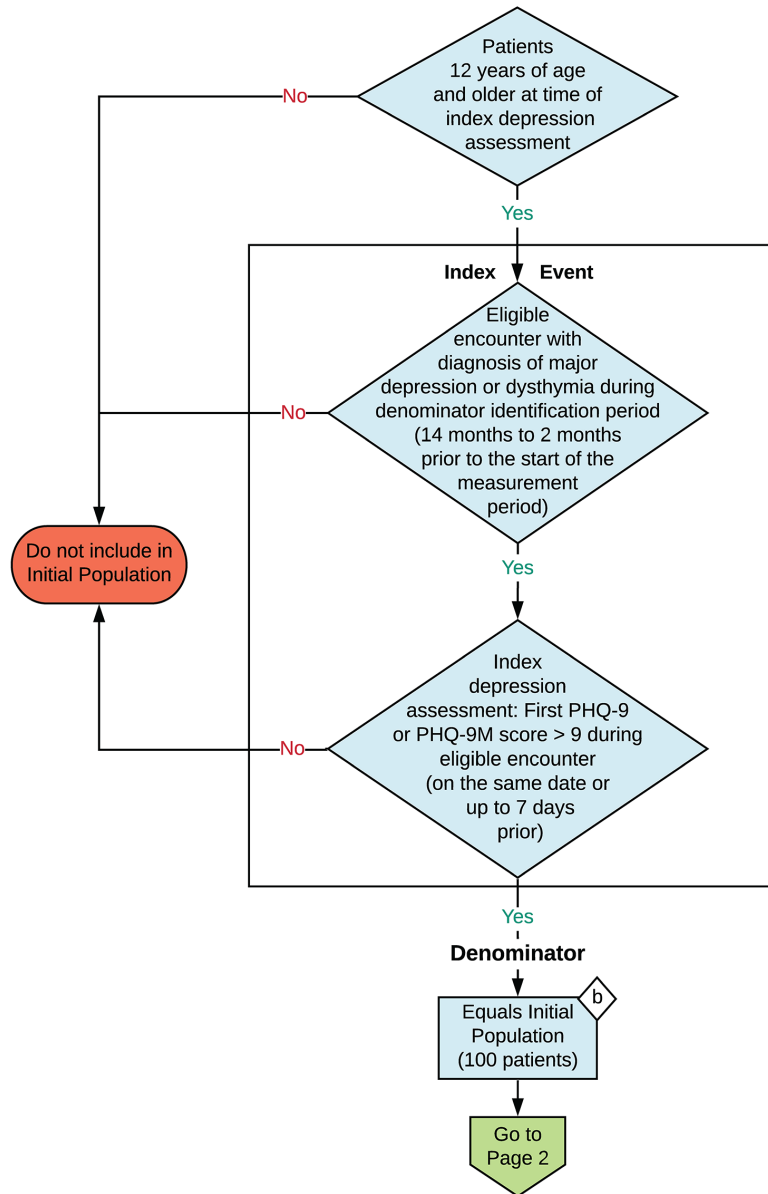 Patients
12 years of age
and older at time of
index depression
assessment
No
Yes
Index Event
Eligible
encounter with
diagnosis of major
depression or dysthymia during
denominator identification period
(14 months to 2 months
prior to the start of the
measurement
period)
No
Do not include in
Initial Population
Yes
Index
depression
assessment: First PHQ-9
or PHQ-9M score > 9 during
eligible encounter
(on the same date or
up to 7 days
prior)
No
Yes
Denominator
b
Equals Initial
Population
(100 patients)
Go to
Page 2